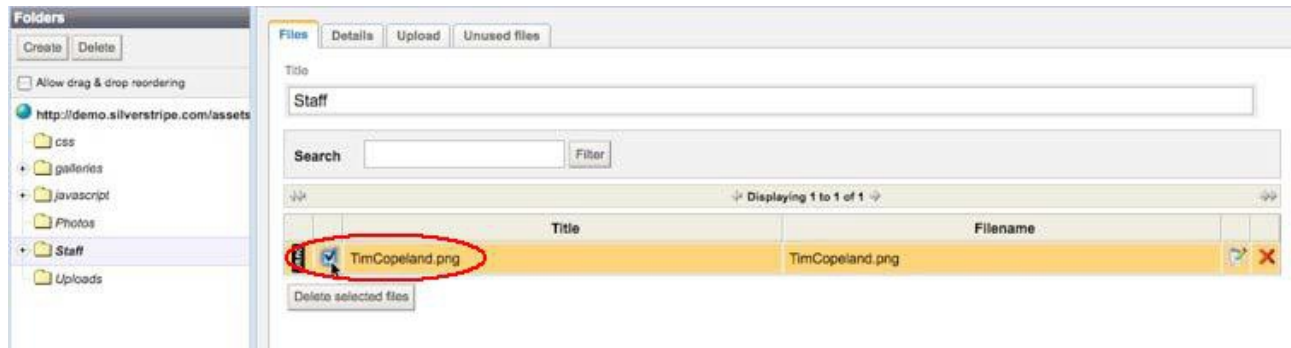 Folders
Create Delete
Allow drag & drop reordering
http://demo.silverstripe.com/assets
css
galleries
javascript
Photos
Staff
Uploads
Files Details Upload Unused files
Title
Staff
Search Filter
Displaying 1 to 1 of 1
Title Filename
TimCopeland.png TimCopeland.png
Delete selected files